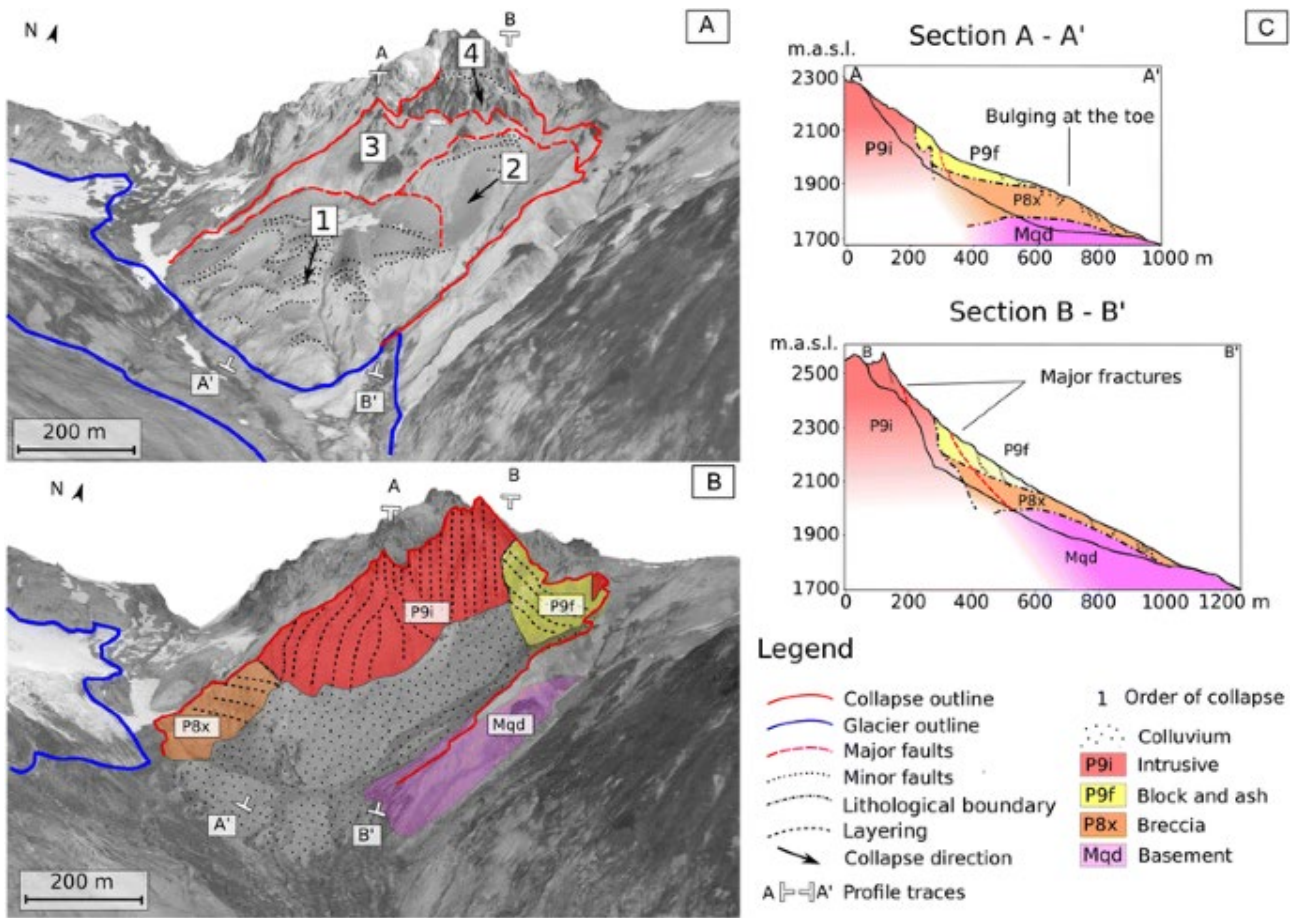 N
A
B
A
4
3
2
1
A'
B'
200 m
N
A
B
B
P9i
P9f
P8x
Mqd
A'
B'
200 m
C
Section A - A'
m.a.s.l.
2300
2100
1900
1700
A
A'
Bulging at the toe
P9f
P9i
P8x
Mqd
0 200 400 600 800 1000 m
Section B - B'
m.a.s.l.
2500
2300
2100
1900
1700
B
B'
Major fractures
P9i
P9f
P8x
Mqd
0 200 400 600 800 1000 1200 m
Legend
Collapse outline
Glacier outline
Major faults
Minor faults
Lithological boundary
Layering
Collapse direction
A A' Profile traces
1 Order of collapse
Colluvium
P9i Intrusive
P9f Block and ash
P8x Breccia
Mqd Basement